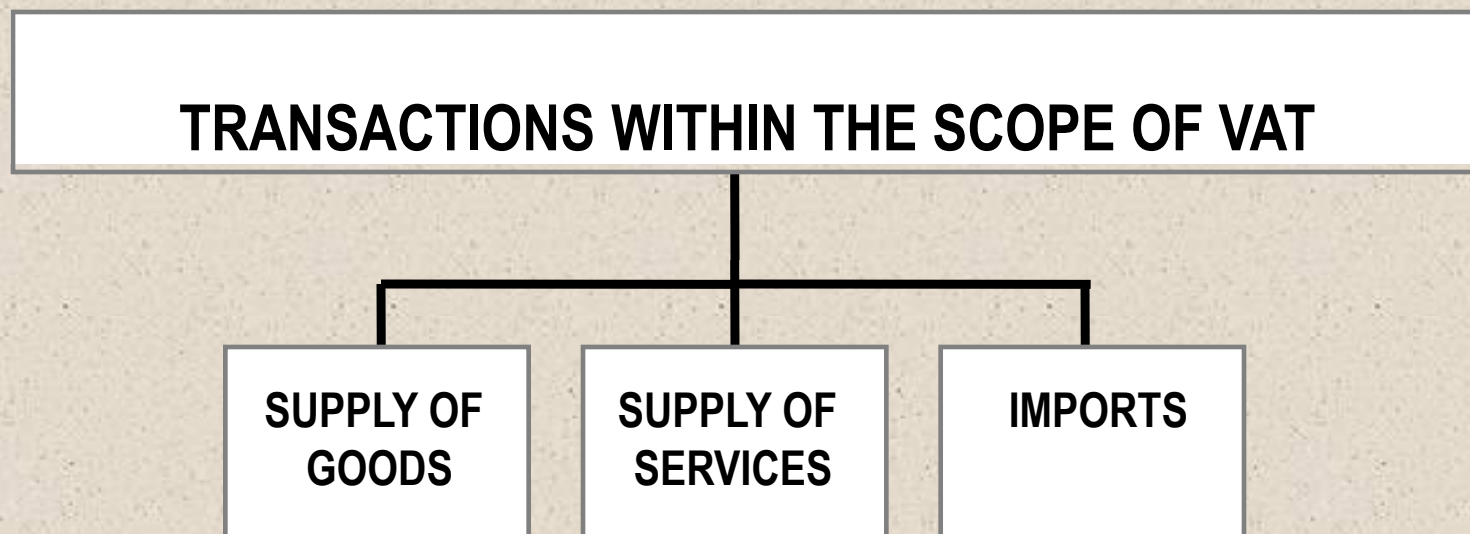 TRANSACTIONS WITHIN THE SCOPE OF VAT
SUPPLY OF
GOODS
SUPPLY OF
SERVICES
IMPORTS